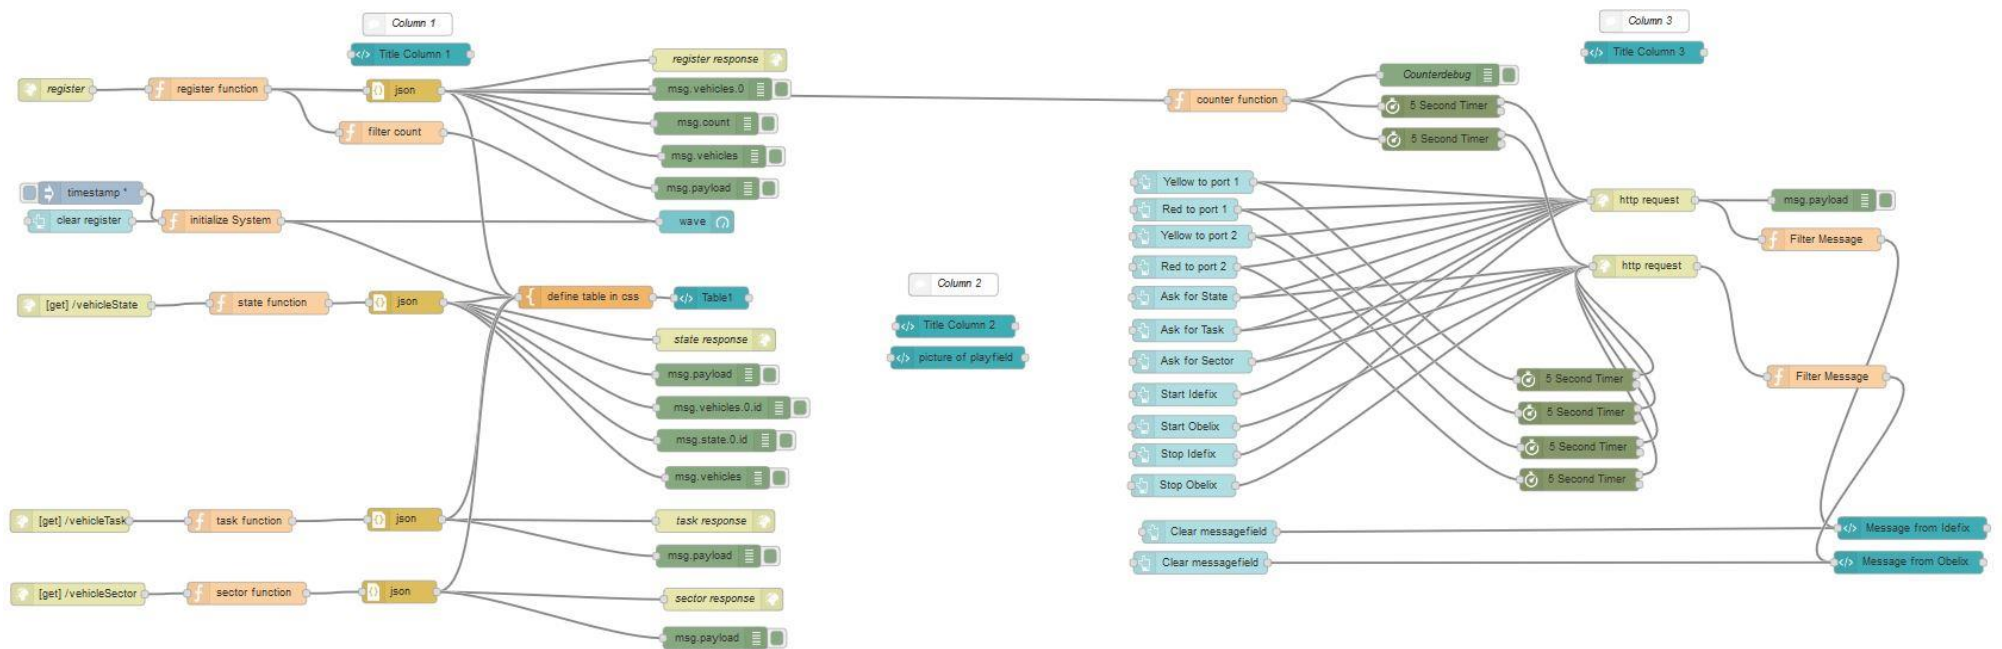 Column 1
Title Column 1
register
register function
json
filter count
register response
msg.vehicles.0
msg.count
msg.vehicles
msg.payload
timestamp *
clear register
initialize System
wave
[get] /vehicleState
state function
json
define table in css
Table1
state response
msg.payload
msg.vehicles.0.id
msg.state.0.id
msg.vehicles
[get] /vehicleTask
task function
json
task response
msg.payload
[get] /vehicleSector
sector function
json
sector response
msg.payload
Column 2
Title Column 2
picture of playfield
Column 3
Title Column 3
counter function
Counterdebug
5 Second Timer
5 Second Timer
Yellow to port 1
Red to port 1
Yellow to port 2
Red to port 2
Ask for State
Ask for Task
Ask for Sector
Start Idefix
Start Obelix
Stop Idefix
Stop Obelix
5 Second Timer
5 Second Timer
5 Second Timer
5 Second Timer
http request
http request
msg.payload
Filter Message
Filter Message
Clear messagefield
Clear messagefield
Message from Idefix
Message from Obelix